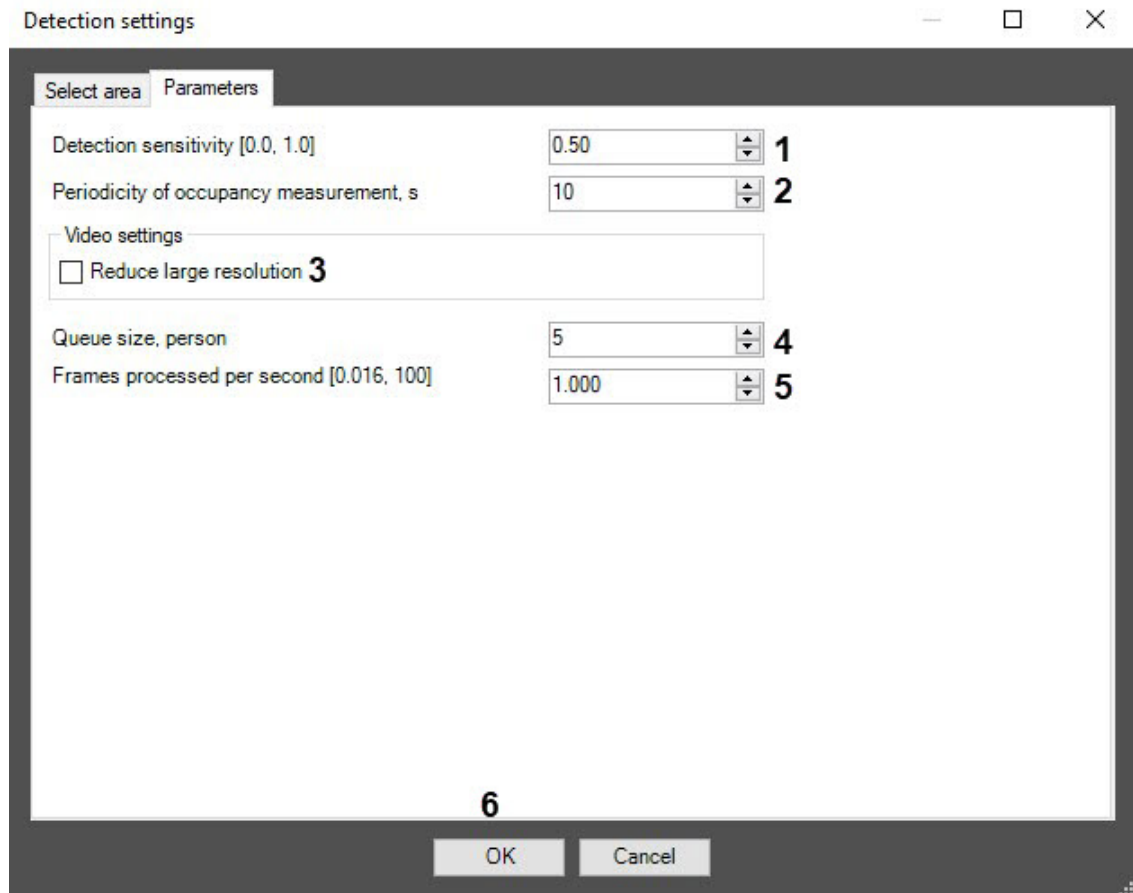 Detection settings
Select area Parameters
Detection sensitivity [0.0, 1.0] 0.50 1
Periodicity of occupancy measurement, s 10 2
Video settings
Reduce large resolution 3
Queue size, person 5 4
Frames processed per second [0.016, 100] 1.000 5
6
OK Cancel